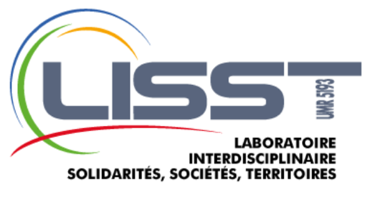 LISST
UMR 5193
LABORATOIRE
INTERDISCIPLINAIRE
SOLIDARITÉS, SOCIÉTÉS, TERRITOIRES